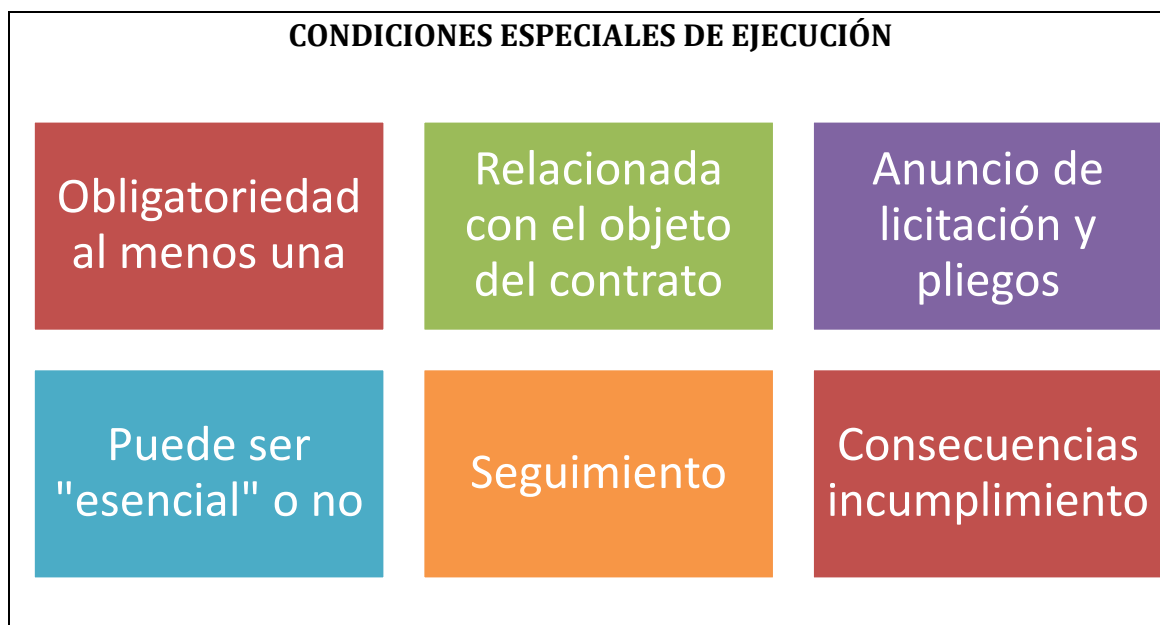 CONDICIONES ESPECIALES DE EJECUCIÓN
Obligatoriedad
al menos una
Relacionada
con el objeto
del contrato
Anuncio de
licitación y
pliegos
Puede ser
"esencial" o no
Seguimiento
Consecuencias
incumplimiento